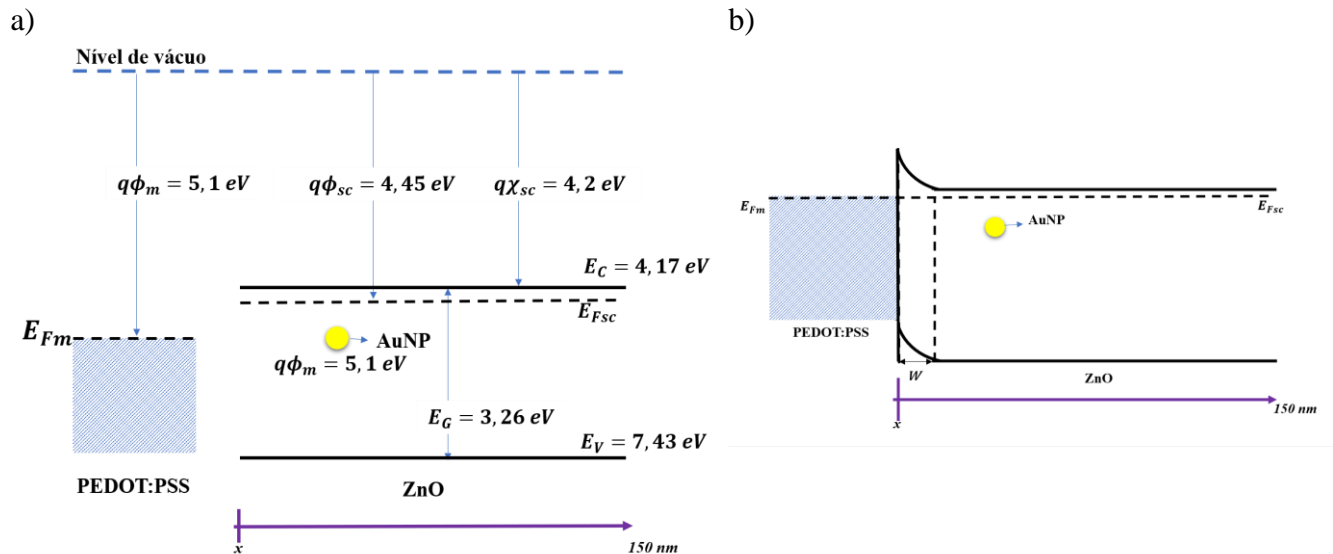 a)
Nível de vácuo
qϕm = 5,1 eV
qϕsc = 4,45 eV
qχsc = 4,2 eV
EC = 4,17 eV
EFsc
EFm
AuNP
qϕm = 5,1 eV
EG = 3,26 eV
EV = 7,43 eV
PEDOT:PSS
ZnO
x
150 nm
b)
EFm
EFsc
AuNP
PEDOT:PSS
W
ZnO
x
150 nm